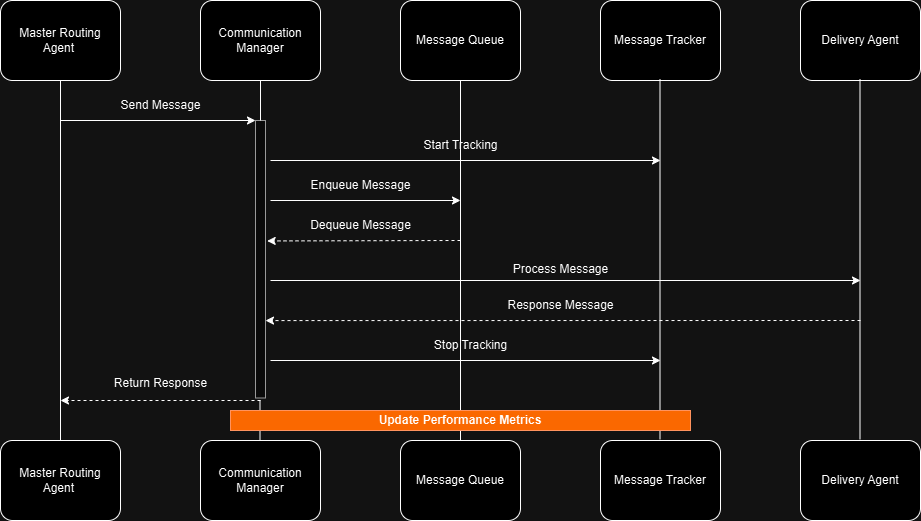 Master Routing
Agent
Communication
Manager
Message Queue
Message Tracker
Delivery Agent
Send Message
Start Tracking
Enqueue Message
Dequeue Message
Process Message
Response Message
Stop Tracking
Return Response
Update Performance Metrics
Master Routing
Agent
Communication
Manager
Message Queue
Message Tracker
Delivery Agent